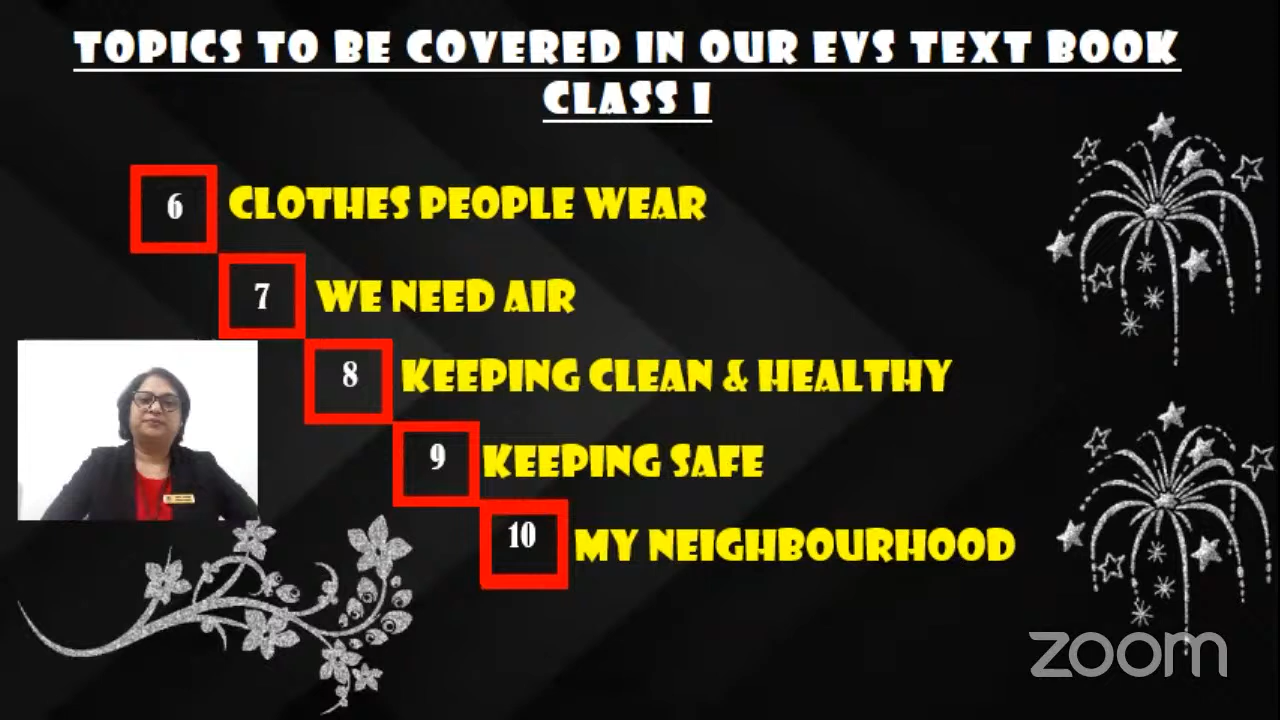 TOPICS TO BE COVERED IN OUR EVS TEXT BOOK
CLASS I
6 CLOTHES PEOPLE WEAR
7 WE NEED AIR
8 KEEPING CLEAN & HEALTHY
9 KEEPING SAFE
10 MY NEIGHBOURHOOD
zoom